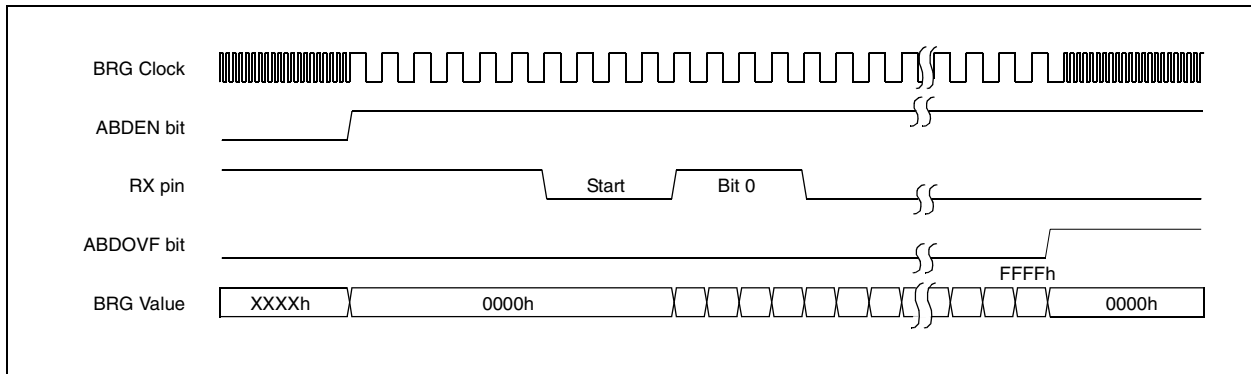 BRG Clock
ABDEN bit
RX pin
Start
Bit 0
ABDOVF bit
FFFFh
BRG Value
XXXXh
0000h
0000h